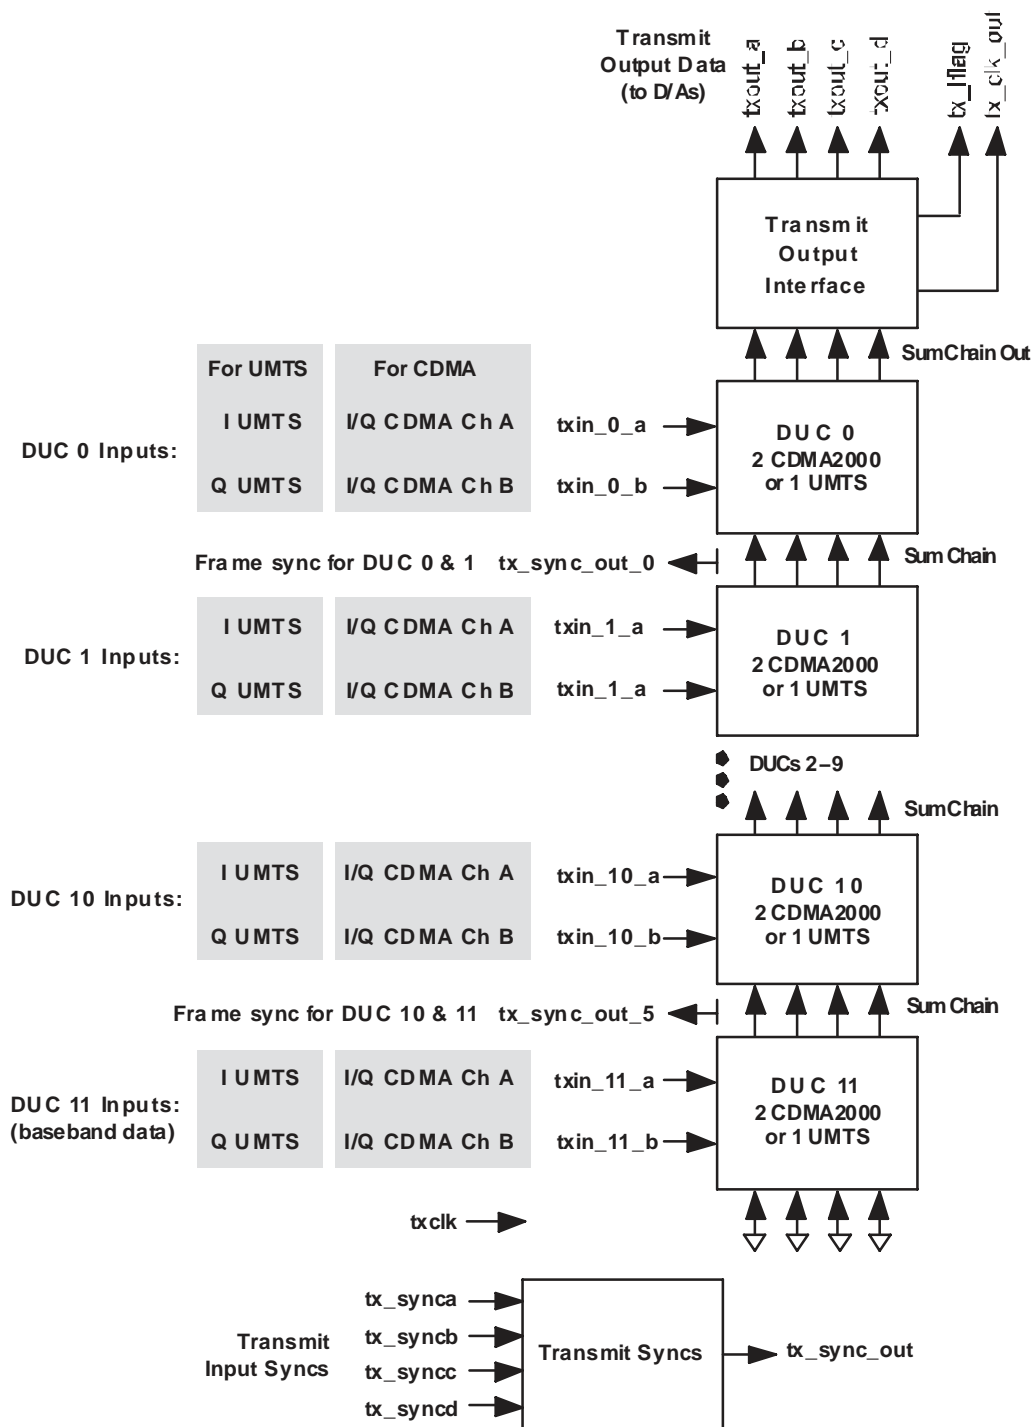 Transmit
Output Data
(to D/As)
txout_a
txout_b
txout_c
txout_d
tx_iflag
tx_clk_out
Transmit
Output
Interface
SumChain Out
For UMTS
For CDMA
DUC 0 Inputs:
I UMTS
I/Q CDMA Ch A
txin_0_a
Q UMTS
I/Q CDMA Ch B
txin_0_b
DUC 0
2 CDMA2000
or 1 UMTS
Frame sync for DUC 0 & 1
tx_sync_out_0
Sum Chain
DUC 1 Inputs:
I UMTS
I/Q CDMA Ch A
txin_1_a
Q UMTS
I/Q CDMA Ch B
txin_1_a
DUC 1
2 CDMA2000
or 1 UMTS
DUCs 2–9
Sum Chain
DUC 10 Inputs:
I UMTS
I/Q CDMA Ch A
txin_10_a
Q UMTS
I/Q CDMA Ch B
txin_10_b
DUC 10
2 CDMA2000
or 1 UMTS
Frame sync for DUC 10 & 11
tx_sync_out_5
Sum Chain
DUC 11 Inputs:
(baseband data)
I UMTS
I/Q CDMA Ch A
txin_11_a
Q UMTS
I/Q CDMA Ch B
txin_11_b
DUC 11
2 CDMA2000
or 1 UMTS
txclk
Transmit
Input Syncs
tx_synca
tx_syncb
tx_syncc
tx_syncd
Transmit Syncs
tx_sync_out